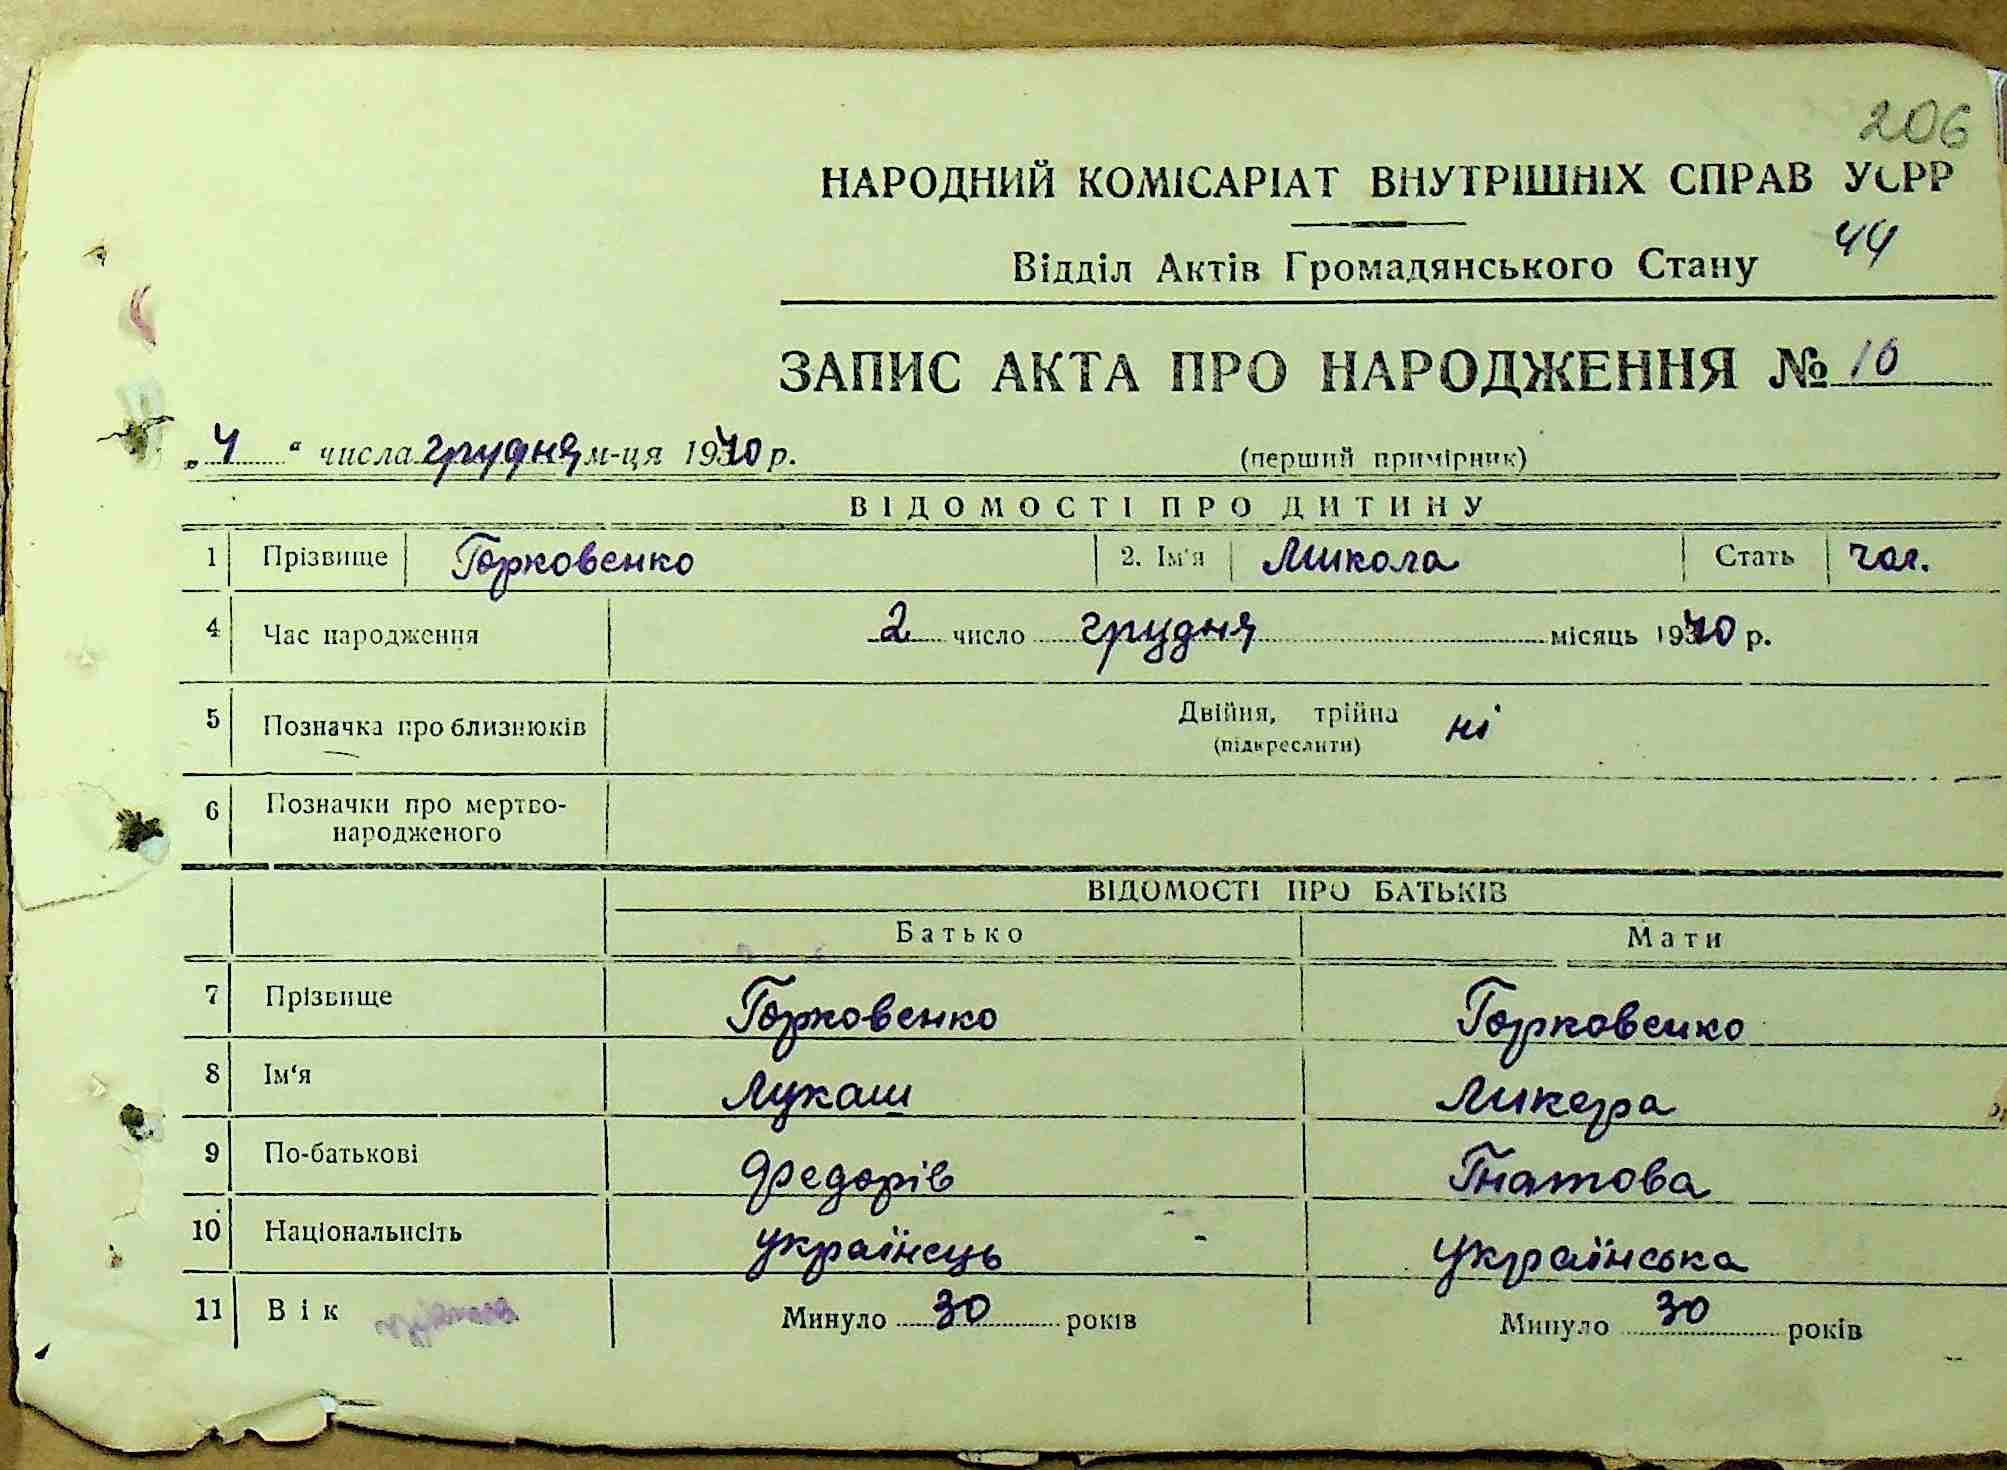 206
НАРОДНИЙ КОМІСАРІАТ ВНУТРІШНІХ СПРАВ УСРР
44
Відділ Актів Громадянського Стану
ЗАПИС АКТА ПРО НАРОДЖЕННЯ № 10
„ 4 “ числа грудня м-ця 1940 р. (перший примірник)
ВІДОМОСТІ ПРО ДИТИНУ
1 Прізвище Горковенко 2. Ім'я Микола Стать чол.
4 Час народження 2 число грудня місяць 1940 р.
5 Позначка про близнюків Двійня, трійна ні
(підкреслити)
6 Позначки про мертво-
народженого
ВІДОМОСТІ ПРО БАТЬКІВ
Батько Мати
7 Прізвище Горковенко Горковенко
8 Ім'я Лукаш Ликера
9 По-батькові Федорів Гнатова
10 Національнсіть українець українська
11 Вік Минуло 30 років Минуло 30 років